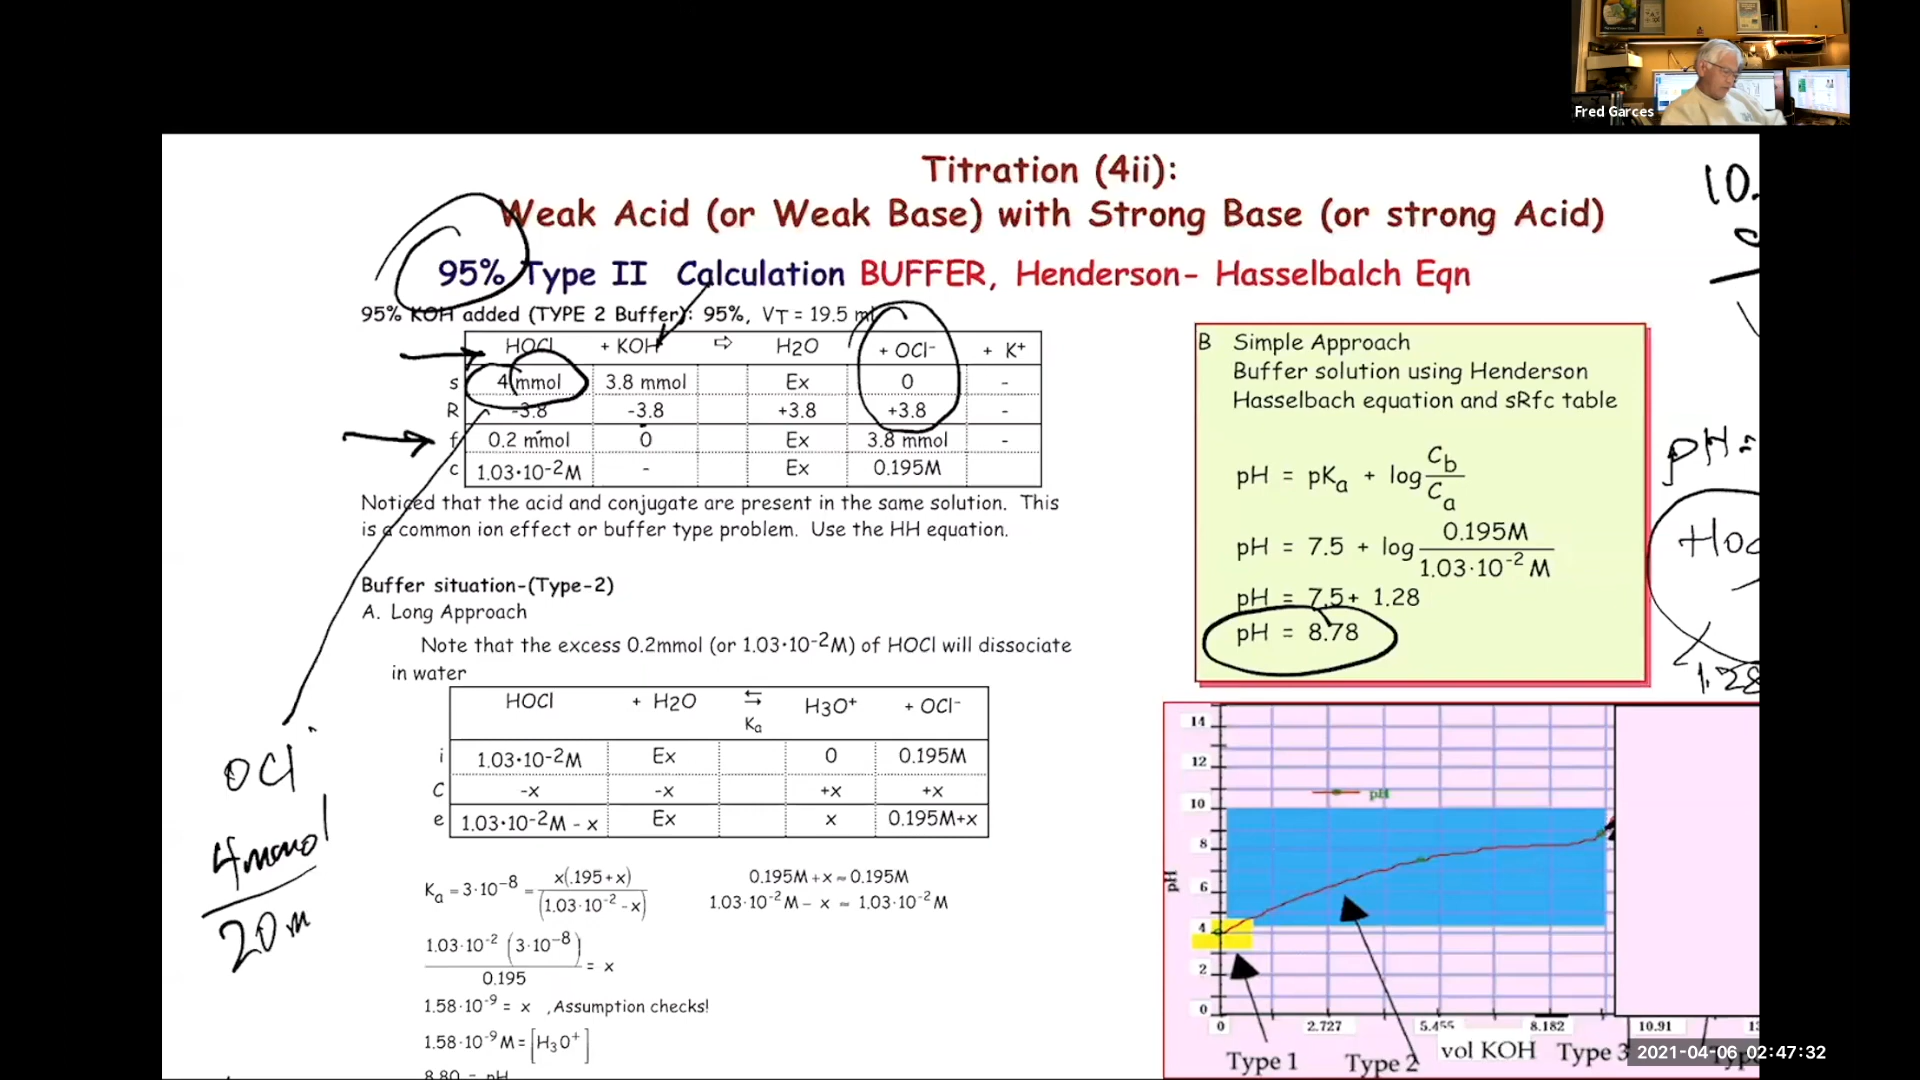 Fred Garces
Titration (4ii):
Weak Acid (or Weak Base) with Strong Base (or strong Acid)
95% Type II Calculation BUFFER, Henderson- Hasselbalch Eqn
95% KOH added (TYPE 2 Buffer): 95%, VT = 19.5 ml
HOCl + KOH ⇨ H2O + OCl⁻ + K⁺
s 4 mmol 3.8 mmol Ex 0 -
R -3.8 -3.8 +3.8 +3.8 -
f 0.2 mmol 0 Ex 3.8 mmol -
c 1.03•10⁻²M - Ex 0.195M
Noticed that the acid and conjugate are present in the same solution. This
is a common ion effect or buffer type problem. Use the HH equation.
Buffer situation-(Type-2)
A. Long Approach
Note that the excess 0.2mmol (or 1.03•10⁻²M) of HOCl will dissociate
in water
HOCl + H2O ⇆ H3O⁺ + OCl⁻
Ka
i 1.03•10⁻²M Ex 0 0.195M
C -x -x +x +x
e 1.03•10⁻²M - x Ex x 0.195M+x
Ka = 3•10⁻⁸ = x(.195+x) / (1.03•10⁻² - x)
0.195M+x ≈ 0.195M
1.03•10⁻²M - x ≈ 1.03•10⁻²M
1.03•10⁻² (3•10⁻⁸) / 0.195 = x
1.58•10⁻⁹ = x , Assumption checks!
1.58•10⁻⁹M = [H3O⁺]
8.80 = pH
OCl⁻
4mmol
20 m
B Simple Approach
Buffer solution using Henderson
Hasselbach equation and sRfc table
pH = pKa + log Cb / Ca
pH = 7.5 + log 0.195M / 1.03•10⁻² M
pH = 7.5+ 1.28
pH = 8.78
10.
pH =
HOC
1.28
14
12
10
8
6
4
2
0
pH
pH
0 2.727 5.455 8.182 10.91
vol KOH
Type 1
Type 2
Type 3
2021-04-06 02:47:32